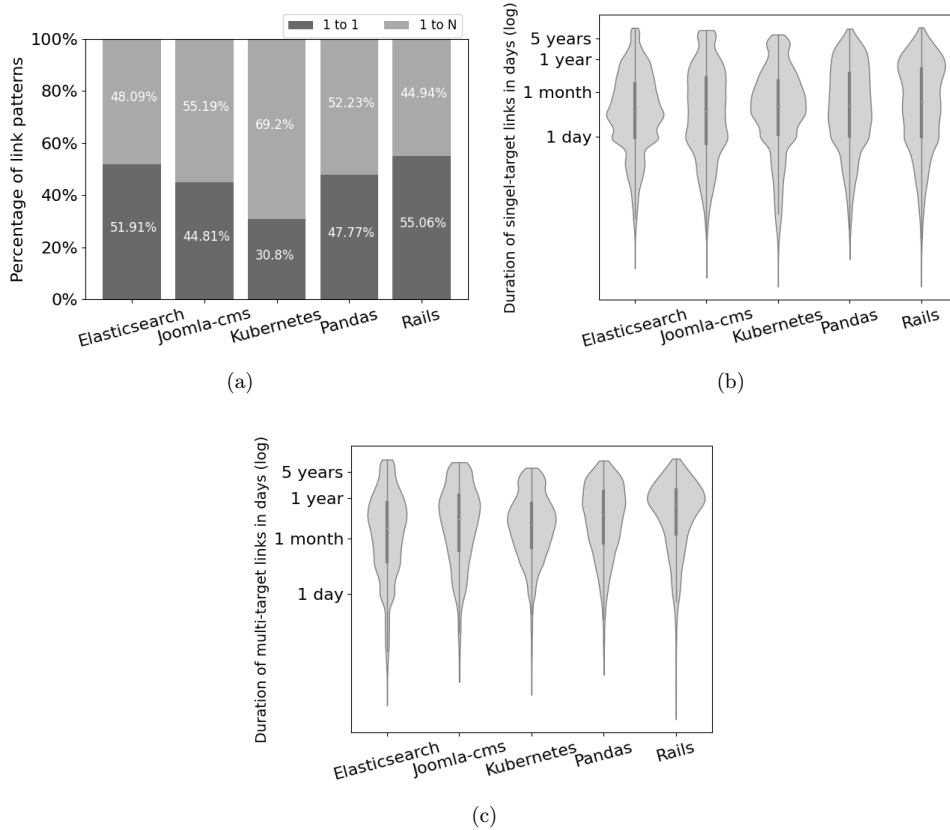 1 to 1 1 to N
Percentage of link patterns
100%
80%
60%
40%
20%
0%
48.09% 55.19% 69.2% 52.23% 44.94%
51.91% 44.81% 30.8% 47.77% 55.06%
Elasticsearch Joomla-cms Kubernetes Pandas Rails
(a)
Duration of singel-target links in days (log)
5 years
1 year
1 month
1 day
Elasticsearch Joomla-cms Kubernetes Pandas Rails
(b)
Duration of multi-target links in days (log)
5 years
1 year
1 month
1 day
Elasticsearch Joomla-cms Kubernetes Pandas Rails
(c)